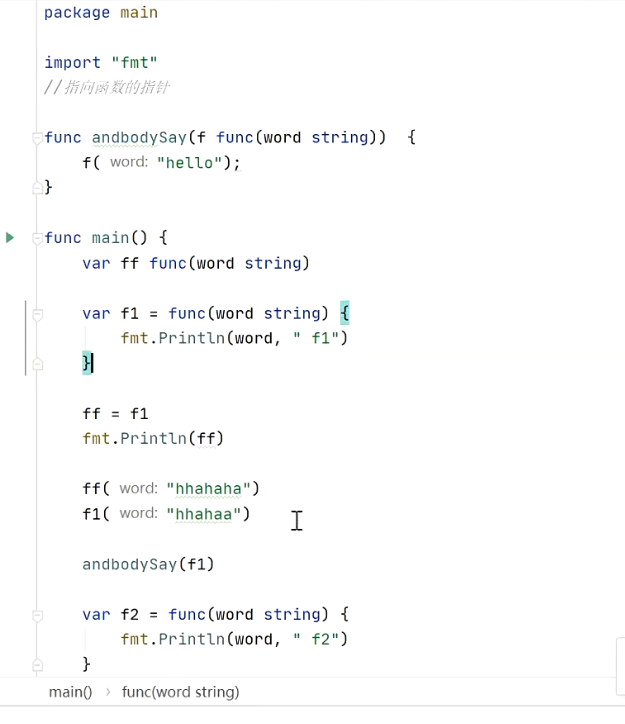 package main
import "fmt"
//指向函数的指针
func andbodySay(f func(word string))  {
f( word: "hello");
}
func main() {
var ff func(word string)
var f1 = func(word string) {
fmt.Println(word, " f1")
}
ff = f1
fmt.Println(ff)
ff( word: "hhahaha")
f1( word: "hhahaa")
andbodySay(f1)
var f2 = func(word string) {
fmt.Println(word, " f2")
}
main() › func(word string)